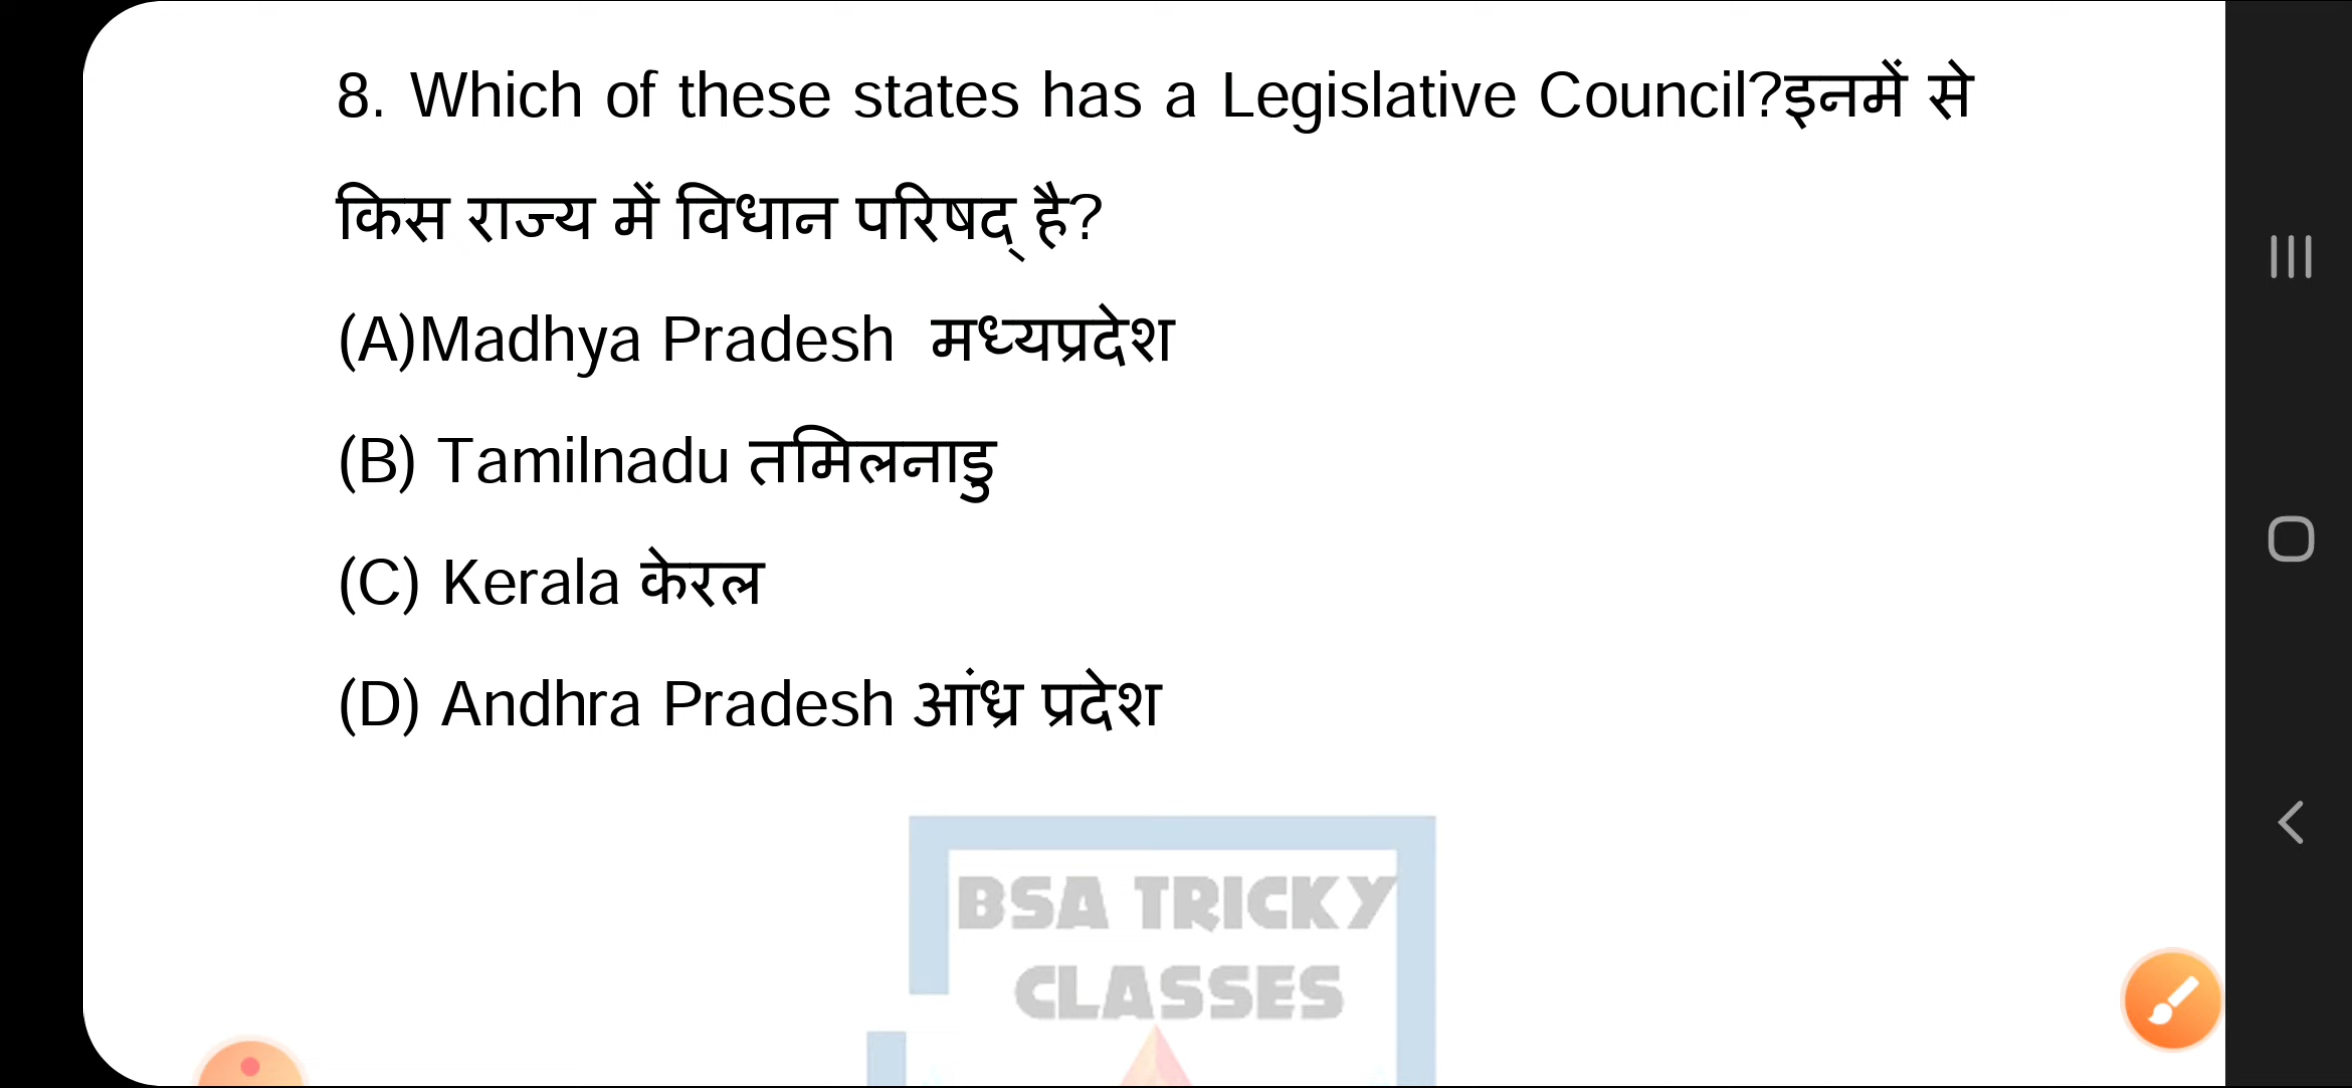 8. Which of these states has a Legislative Council?इनमें से
किस राज्य में विधान परिषद् है?
(A)Madhya Pradesh  मध्यप्रदेश
(B) Tamilnadu तमिलनाडु
(C) Kerala केरल
(D) Andhra Pradesh आंध्र प्रदेश
BSA TRICKY
CLASSES